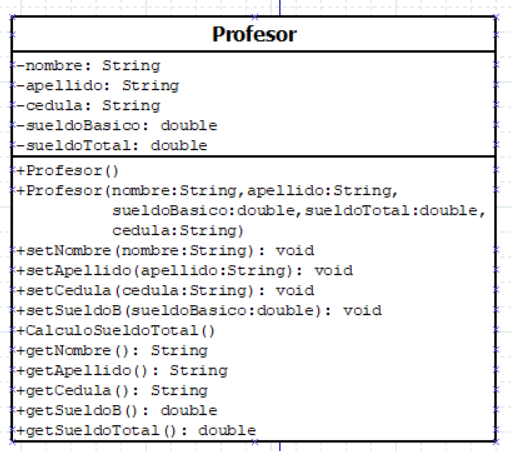 Profesor
-nombre: String
-apellido: String
-cedula: String
-sueldoBasico: double
-sueldoTotal: double
+Profesor()
+Profesor(nombre:String,apellido:String,
sueldoBasico:double,sueldoTotal:double,
cedula:String)
+setNombre(nombre:String): void
+setApellido(apellido:String): void
+setCedula(cedula:String): void
+setSueldoB(sueldoBasico:double): void
+CalculoSueldoTotal()
+getNombre(): String
+getApellido(): String
+getCedula(): String
+getSueldoB(): double
+getSueldoTotal(): double